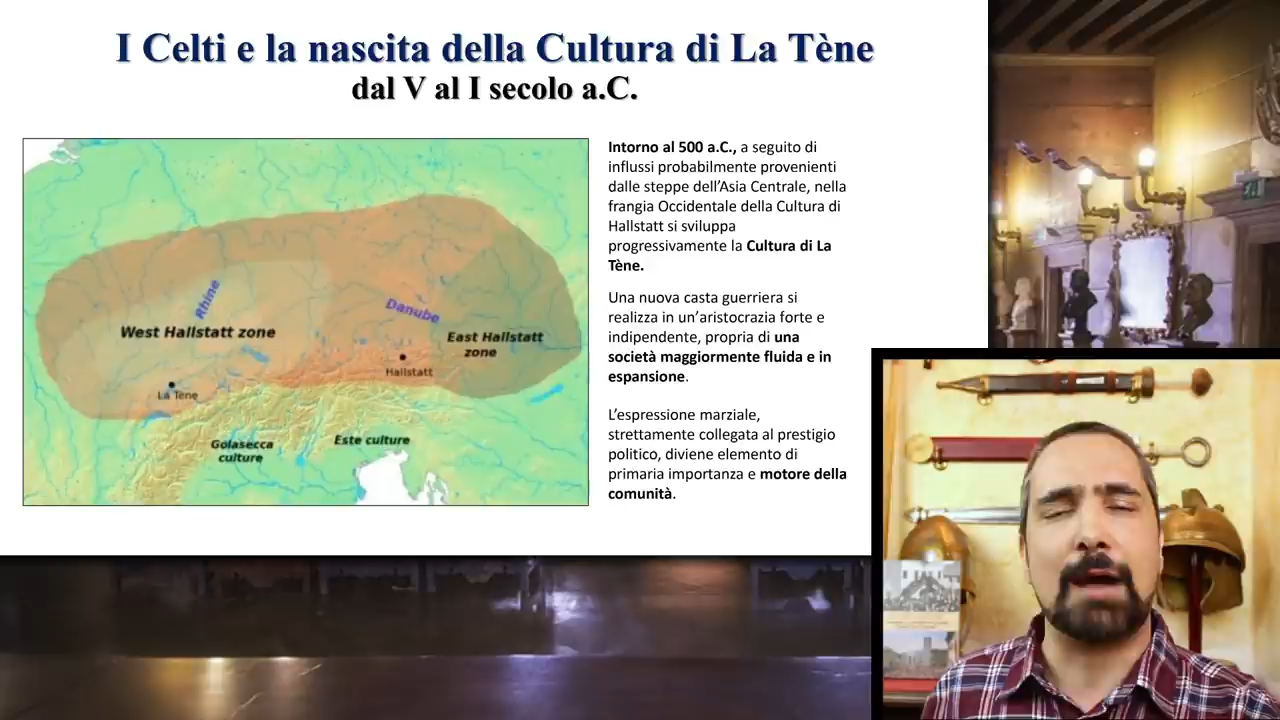 I Celti e la nascita della Cultura di La Tène
dal V al I secolo a.C.
Rhine
Danube
West Hallstatt zone
East Hallstatt
zone
Hallstatt
La Tène
Golasecca
culture
Este culture
Intorno al 500 a.C., a seguito di
influssi probabilmente provenienti
dalle steppe dell'Asia Centrale, nella
frangia Occidentale della Cultura di
Hallstatt si sviluppa
progressivamente la Cultura di La
Tène.
Una nuova casta guerriera si
realizza in un'aristocrazia forte e
indipendente, propria di una
società maggiormente fluida e in
espansione.
L'espressione marziale,
strettamente collegata al prestigio
politico, diviene elemento di
primaria importanza e motore della
comunità.